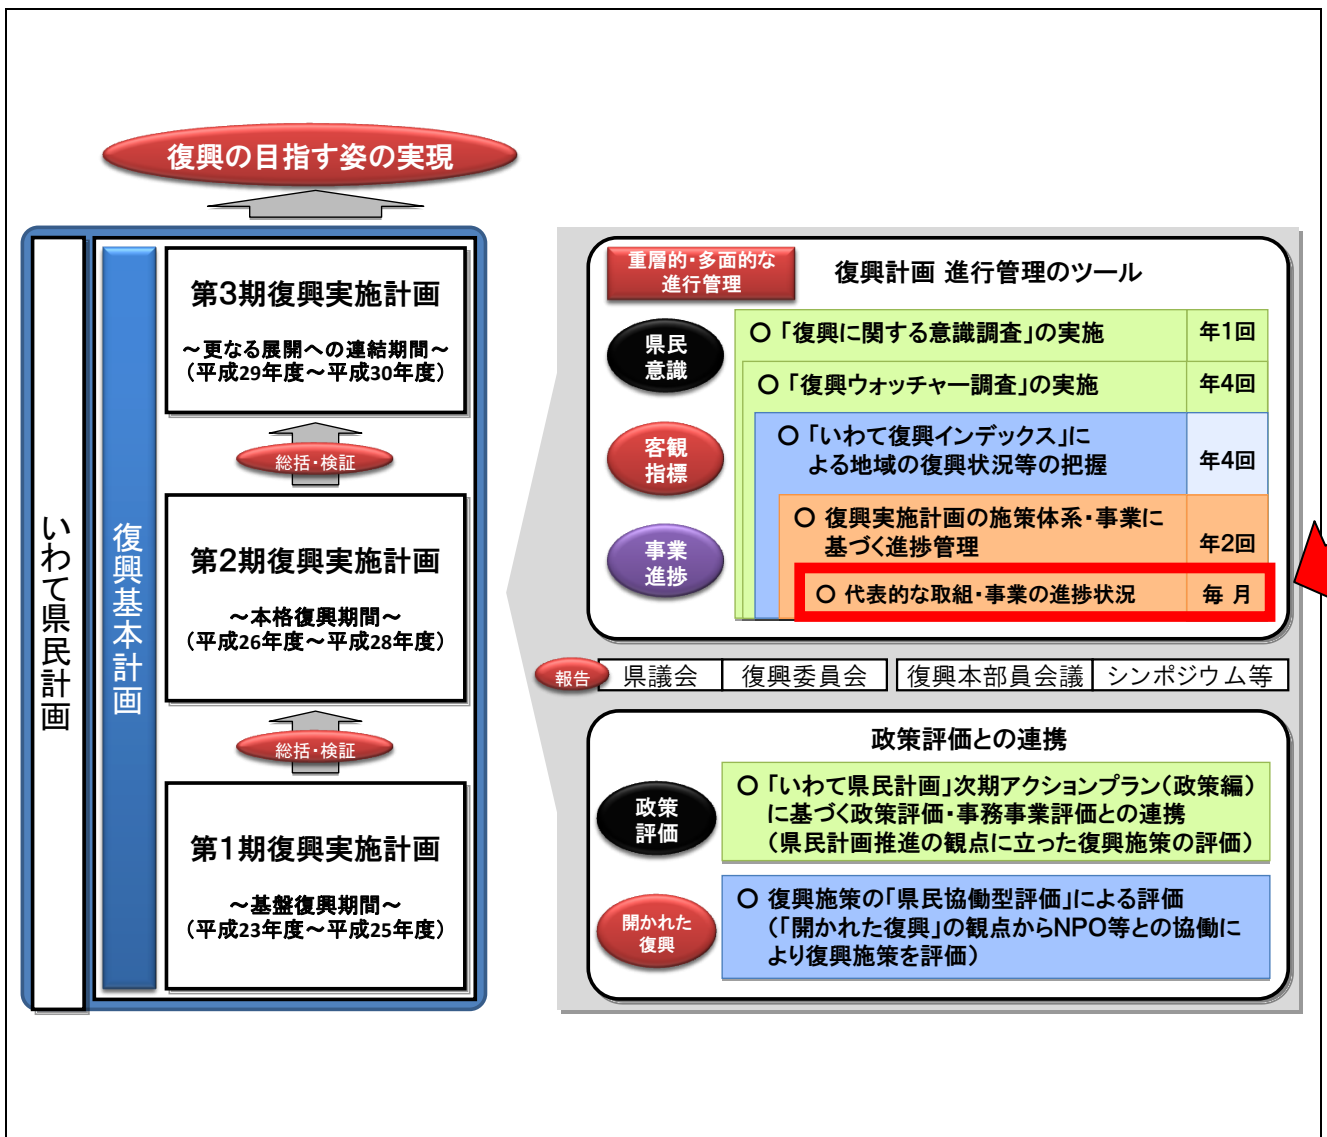 復興の目指す姿の実現
いわて県民計画
復興基本計画
第3期復興実施計画
～更なる展開への連結期間～
（平成29年度～平成30年度）
総括・検証
第2期復興実施計画
～本格復興期間～
（平成26年度～平成28年度）
総括・検証
第1期復興実施計画
～基盤復興期間～
（平成23年度～平成25年度）
重層的・多面的な
進行管理
復興計画 進行管理のツール
県民
意識
○「復興に関する意識調査」の実施 年1回
○「復興ウォッチャー調査」の実施 年4回
客観
指標
○「いわて復興インデックス」に
よる地域の復興状況等の把握 年4回
事業
進捗
○ 復興実施計画の施策体系・事業に
基づく進捗管理 年2回
○ 代表的な取組・事業の進捗状況 毎 月
報告 県議会 復興委員会 復興本部員会議 シンポジウム等
政策評価との連携
政策
評価
○「いわて県民計画」次期アクションプラン（政策編）
に基づく政策評価・事務事業評価との連携
（県民計画推進の観点に立った復興施策の評価）
開かれた
復興
○ 復興施策の「県民協働型評価」による評価
（「開かれた復興」の観点からNPO等との協働に
より復興施策を評価）